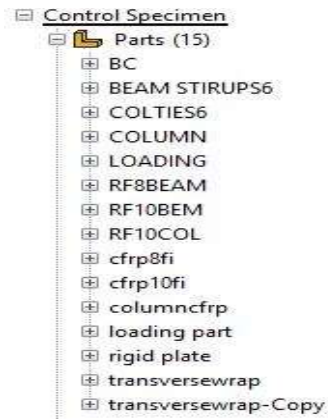 Control Specimen
Parts (15)
BC
BEAM STIRUPS6
COLTIES6
COLUMN
LOADING
RF8BEAM
RF10BEM
RF10COL
cfrp8fi
cfrp10fi
columncfrp
loading part
rigid plate
transversewrap
transversewrap-Copy